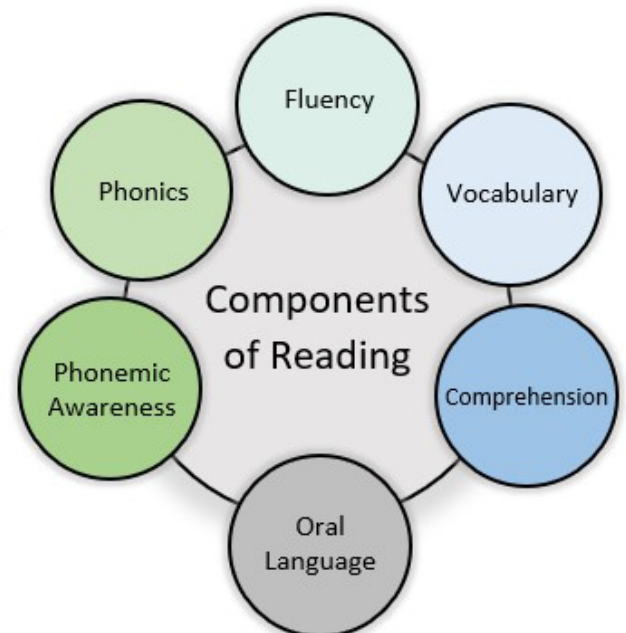 Fluency
Vocabulary
Comprehension
Oral
Language
Phonemic
Awareness
Phonics
Components
of Reading